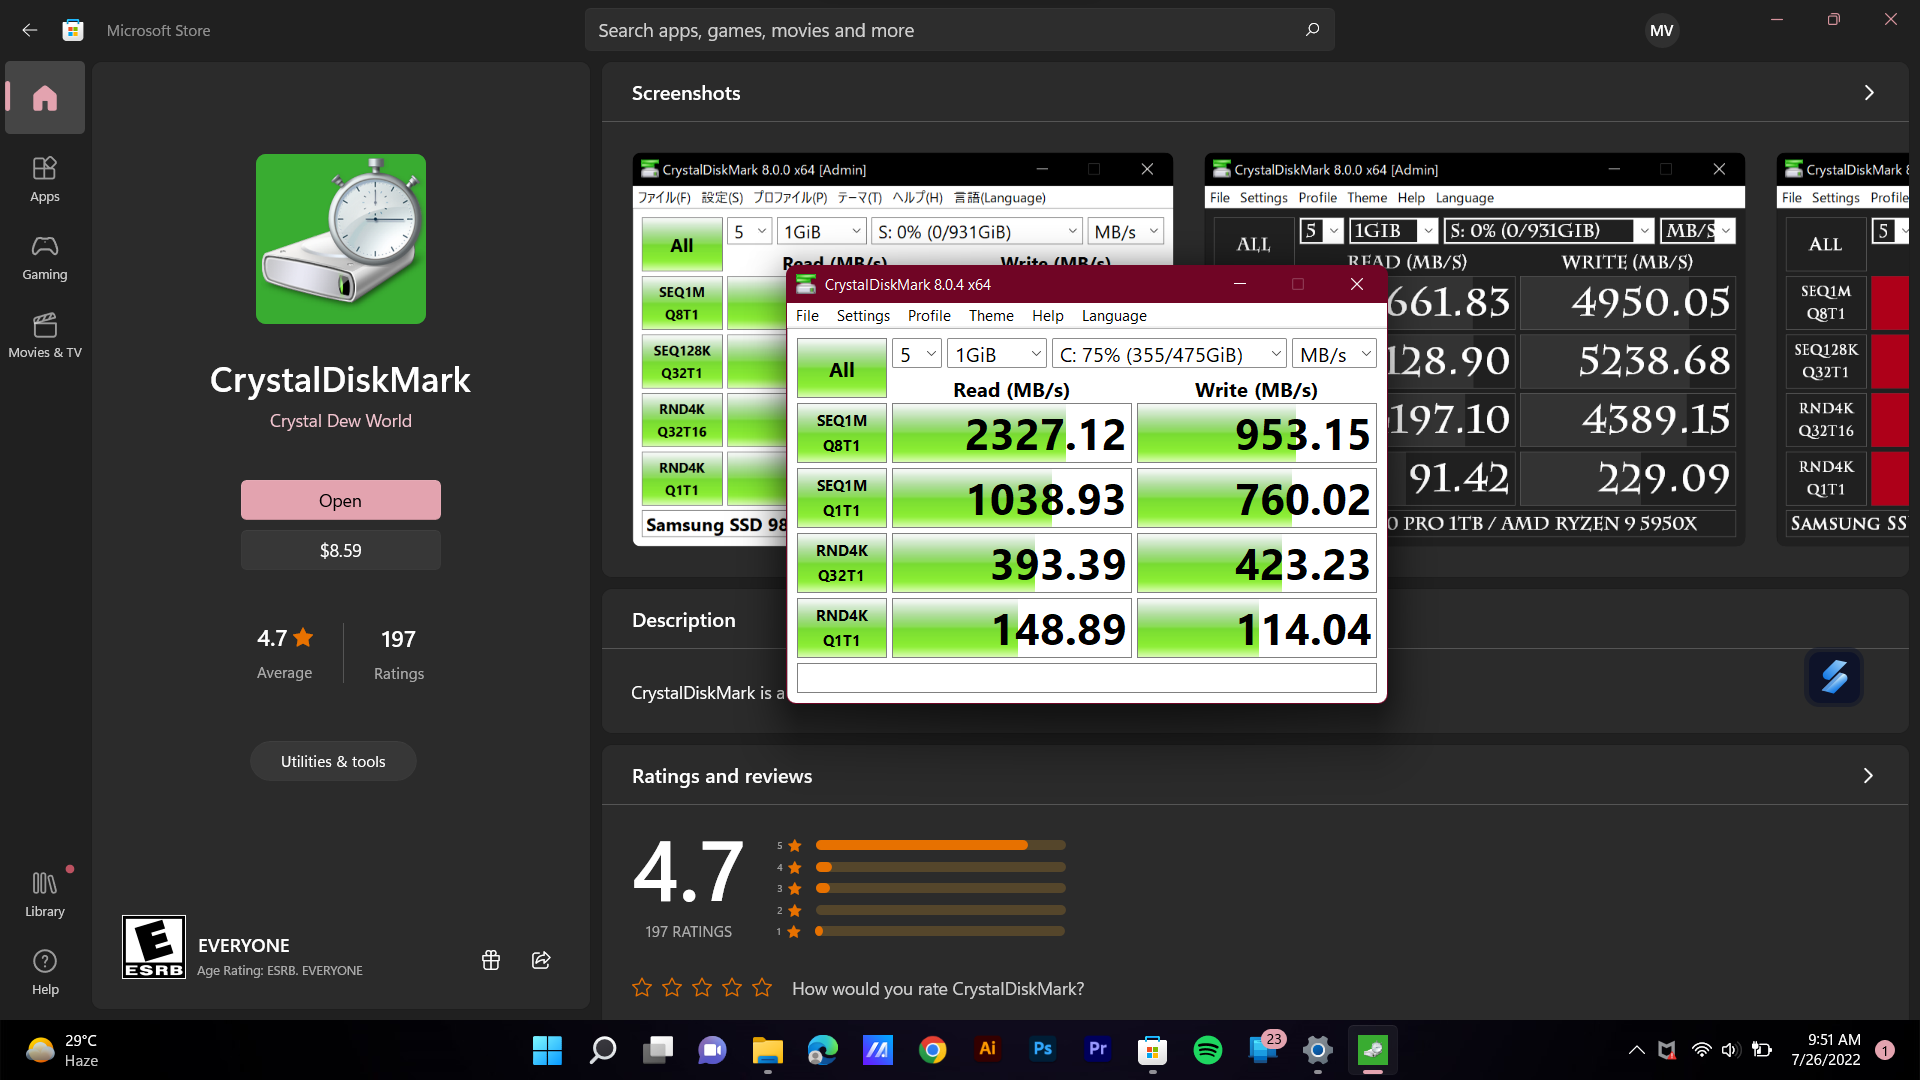 Microsoft Store
Search apps, games, movies and more
MV
Apps
Gaming
Movies & TV
Library
Help
CrystalDiskMark
Crystal Dew World
Open
$8.59
4.7
Average
197
Ratings
Utilities & tools
E
ESRB
EVERYONE
Age Rating: ESRB. EVERYONE
Screenshots
CrystalDiskMark 8.0.0 x64 [Admin]
ファイル(F) 設定(S) プロファイル(P) テーマ(T) ヘルプ(H) 言語(Language)
All
5
1GiB
S: 0% (0/931GiB)
MB/s
Read (MB/s)
Write (MB/s)
SEQ1M
Q8T1
SEQ128K
Q32T1
RND4K
Q32T16
RND4K
Q1T1
Samsung SSD 98
CrystalDiskMark 8.0.0 x64 [Admin]
File Settings Profile Theme Help Language
ALL
5
1GIB
S: 0% (0/931GIB)
MB/S
READ (MB/S)
WRITE (MB/S)
661.83
4950.05
128.90
5238.68
197.10
4389.15
91.42
229.09
0 PRO 1TB / AMD RYZEN 9 5950X
CrystalDiskMark 8
File Settings Profile
ALL
5
SEQ1M
Q8T1
SEQ128K
Q32T1
RND4K
Q32T16
RND4K
Q1T1
SAMSUNG SS
CrystalDiskMark 8.0.4 x64
File Settings Profile Theme Help Language
All
5
1GiB
C: 75% (355/475GiB)
MB/s
Read (MB/s)
Write (MB/s)
SEQ1M
Q8T1
2327.12
953.15
SEQ1M
Q1T1
1038.93
760.02
RND4K
Q32T1
393.39
423.23
RND4K
Q1T1
148.89
114.04
Description
CrystalDiskMark is a
Ratings and reviews
4.7
197 RATINGS
5
4
3
2
1
How would you rate CrystalDiskMark?
29°C
Haze
Ai
Ps
Pr
23
9:51 AM
7/26/2022
1